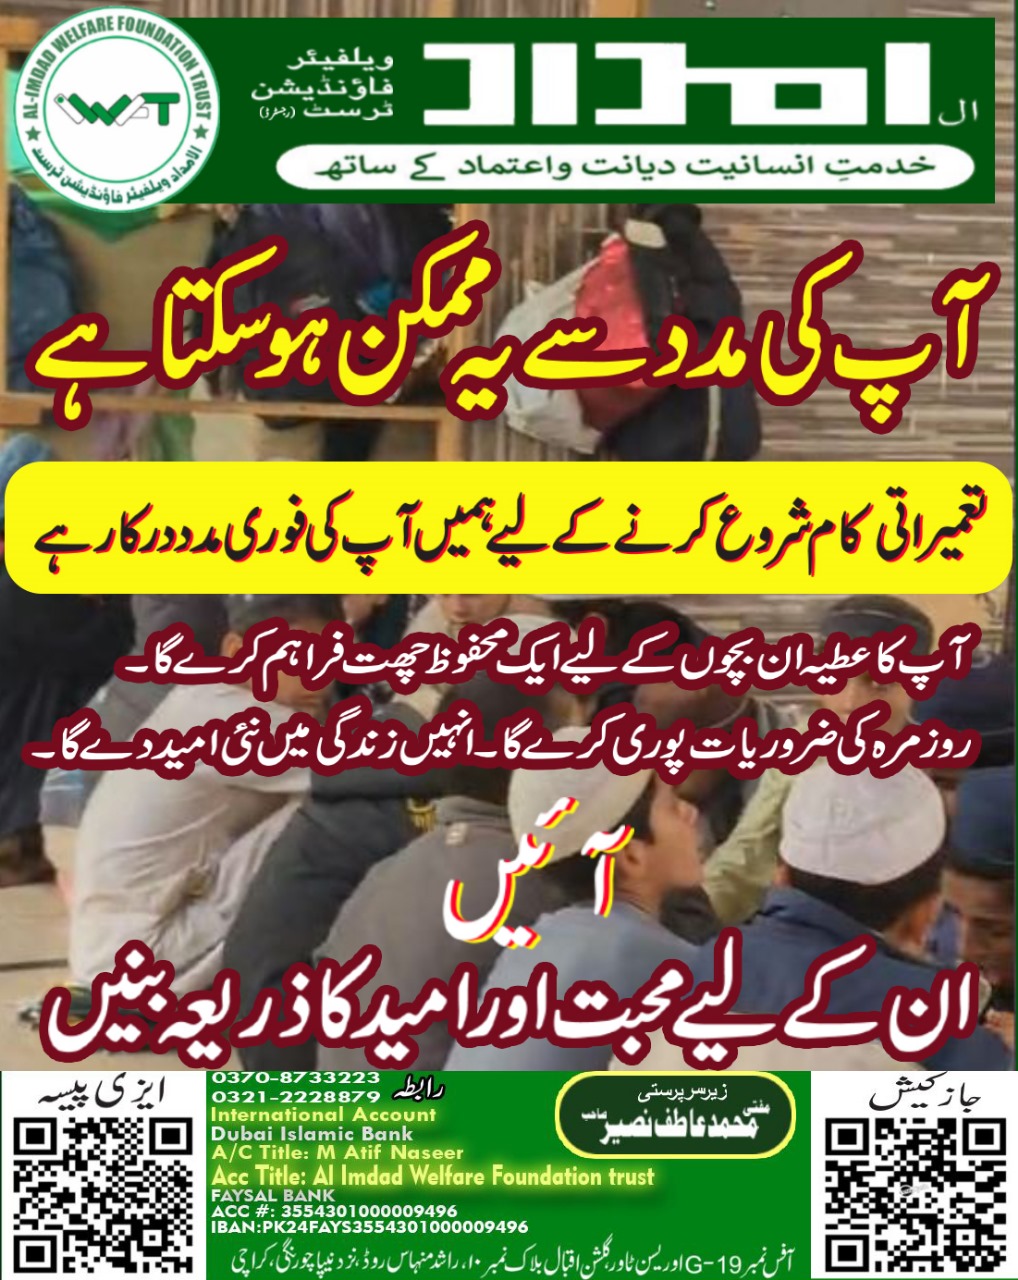 AL-IMDAD WELFARE FOUNDATION TRUST
IWFT
الامداد ویلفیئر فاؤنڈیشن ٹرسٹ
ال امداد
ویلفیئر
فاؤنڈیشن
ٹرسٹ (رجسٹرڈ)
خدمتِ انسانیت دیانت واعتماد کے ساتھ
آپ کی مدد سے یہ ممکن ہو سکتا ہے
تعمیراتی کام شروع کرنے کے لیے ہمیں آپ کی فوری مدد درکار ہے
آپ کا عطیہ ان بچوں کے لیے ایک محفوظ چھت فراہم کرے گا۔
روزمرہ کی ضروریات پوری کرے گا۔ انہیں زندگی میں نئی امید دے گا۔
آئیں
ان کے لیے محبت اور امید کا ذریعہ بنیں
جاز کیش
زیر سرپرستی
مفتی محمد عاطف نصیر صاحب
رابطہ
0370-8733223
0321-2228879
International Account
Dubai Islamic Bank
A/C Title: M Atif Naseer
Acc Title: Al Imdad Welfare Foundation trust
FAYSAL BANK
ACC #: 3554301000009496
IBAN:PK24FAYS3554301000009496
ایزی پیسہ
آفس نمبر G-19 اوریسن ٹاور گلشن اقبال بلاک نمبر ۱۰، راشد منہاس روڈ، نزد نیپا چورنگی، کراچی